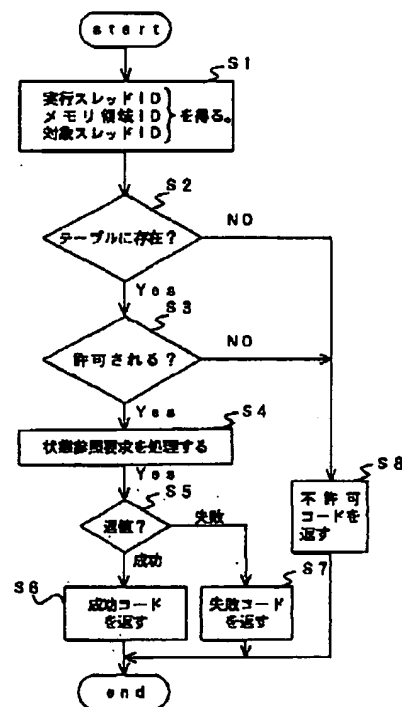 start
S1
実行スレッドID
メモリ領域ID
対象スレッドID
を得る。
S2
テーブルに存在?
NO
Yes
S3
許可される?
NO
Yes
S4
状態参照要求を処理する
Yes
S5
返値?
失敗
成功
S6
成功コード
を返す
S7
失敗コード
を返す
S8
不許可
コードを
返す
end